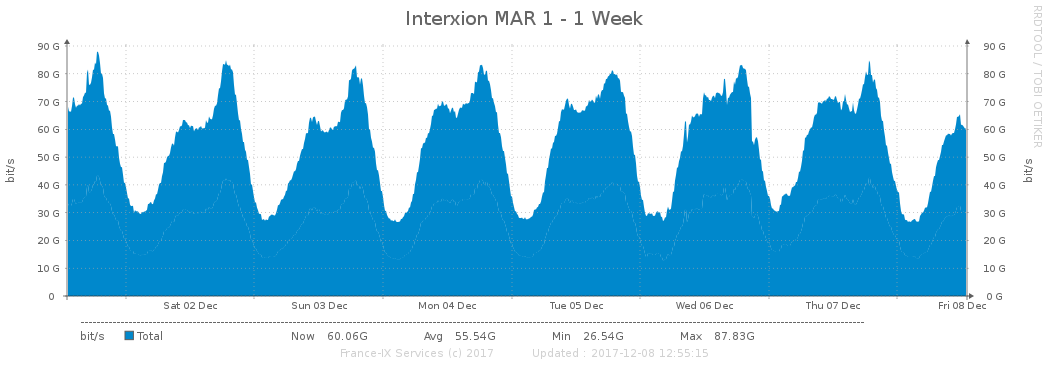 Interxion MAR 1 - 1 Week
RRDTOOL / TOBI OETIKER
90 G 90 G
80 G 80 G
70 G 70 G
60 G 60 G
50 G 50 G
40 G 40 G
30 G 30 G
20 G 20 G
10 G 10 G
0 0 G
bit/s
bit/s
Sat 02 Dec Sun 03 Dec Mon 04 Dec Tue 05 Dec Wed 06 Dec Thu 07 Dec Fri 08 Dec
bit/s Total Now 60.06G Avg 55.54G Min 26.54G Max 87.83G
France-IX Services (c) 2017 Updated : 2017-12-08 12:55:15